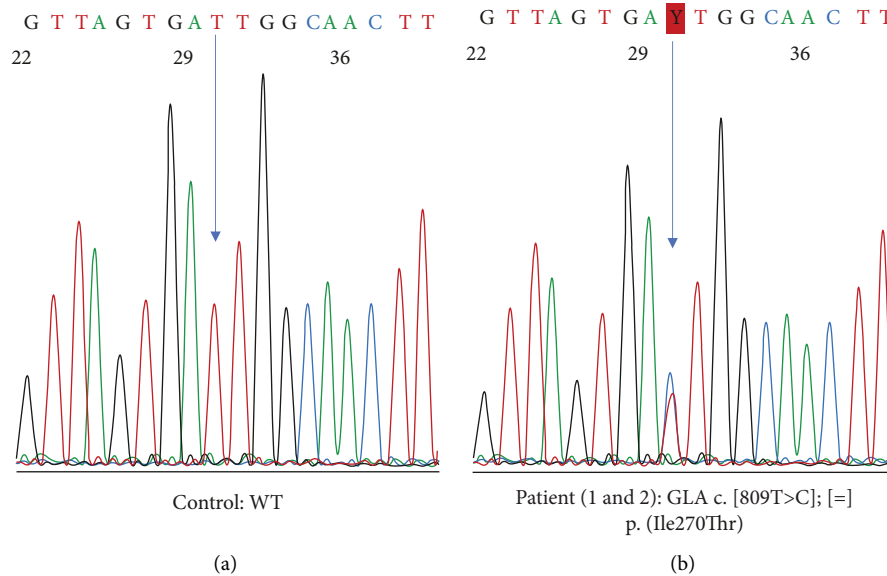 G T T A G T G A T T G G C A A C T T
22 29 36
Control: WT
(a)
G T T A G T G A Y T G G C A A C T T
22 29 36
Patient (1 and 2): GLA c. [809T>C]; [=]
p. (Ile270Thr)
(b)